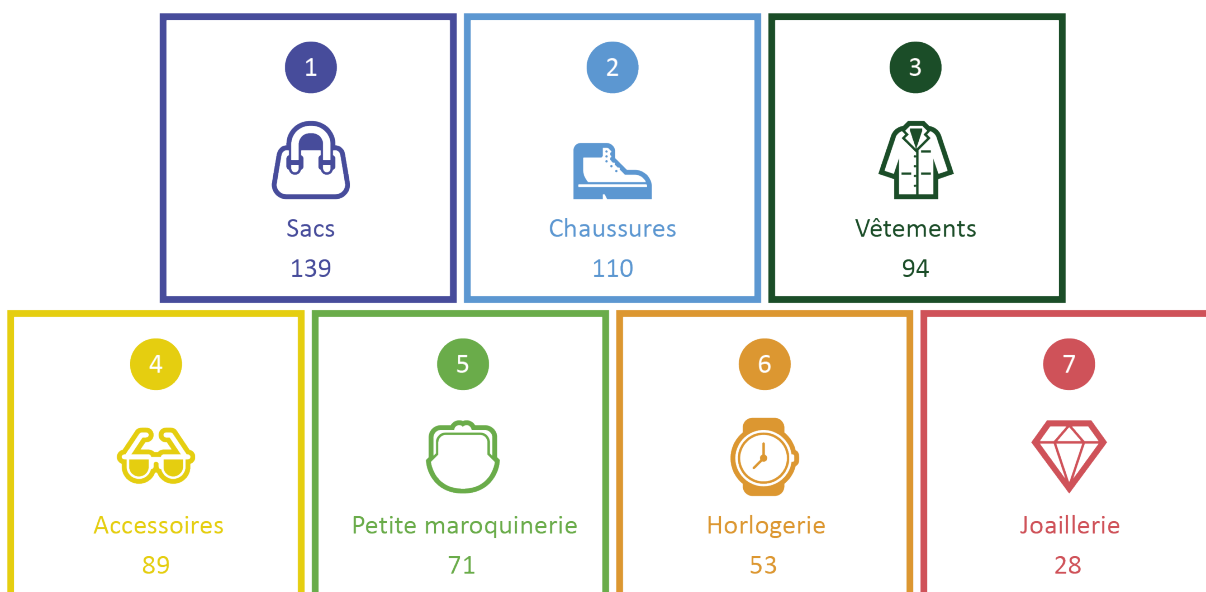 1
2
3
Sacs
Chaussures
Vêtements
139
110
94
4
5
6
7
Accessoires
Petite maroquinerie
Horlogerie
Joaillerie
89
71
53
28